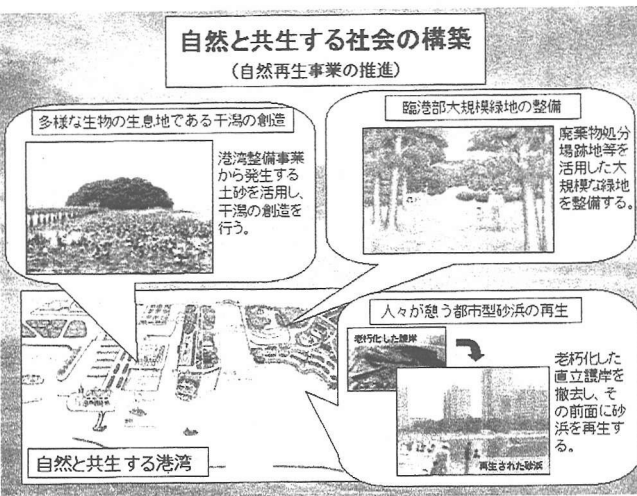 自然と共生する社会の構築
(自然再生事業の推進)
多様な生物の生息地である干潟の創造
港湾整備事業
から発生する
土砂を活用し、
干潟の創造を
行う。
臨港部大規模緑地の整備
廃棄物処分
場跡地等を
活用した大
規模な緑地
を整備する。
人々が憩う都市型砂浜の再生
老朽化した護岸
老朽化した
直立護岸を
撤去し、そ
の前面に砂
浜を再生す
る。
再生された砂浜
自然と共生する港湾